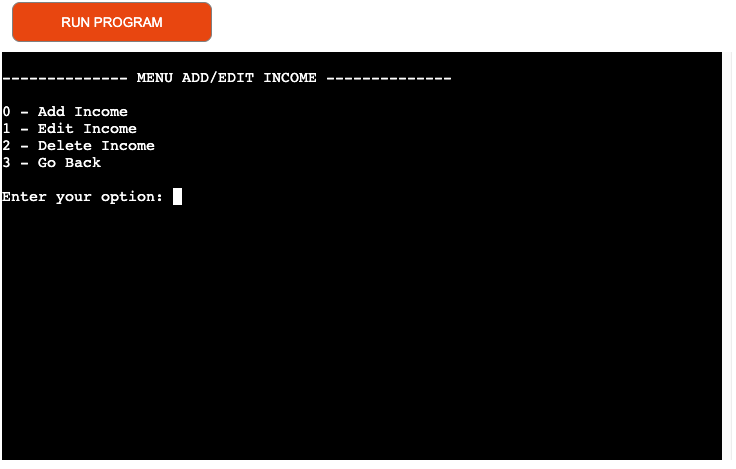 RUN PROGRAM
-------------- MENU ADD/EDIT INCOME --------------
0 - Add Income
1 - Edit Income
2 - Delete Income
3 - Go Back
Enter your option: